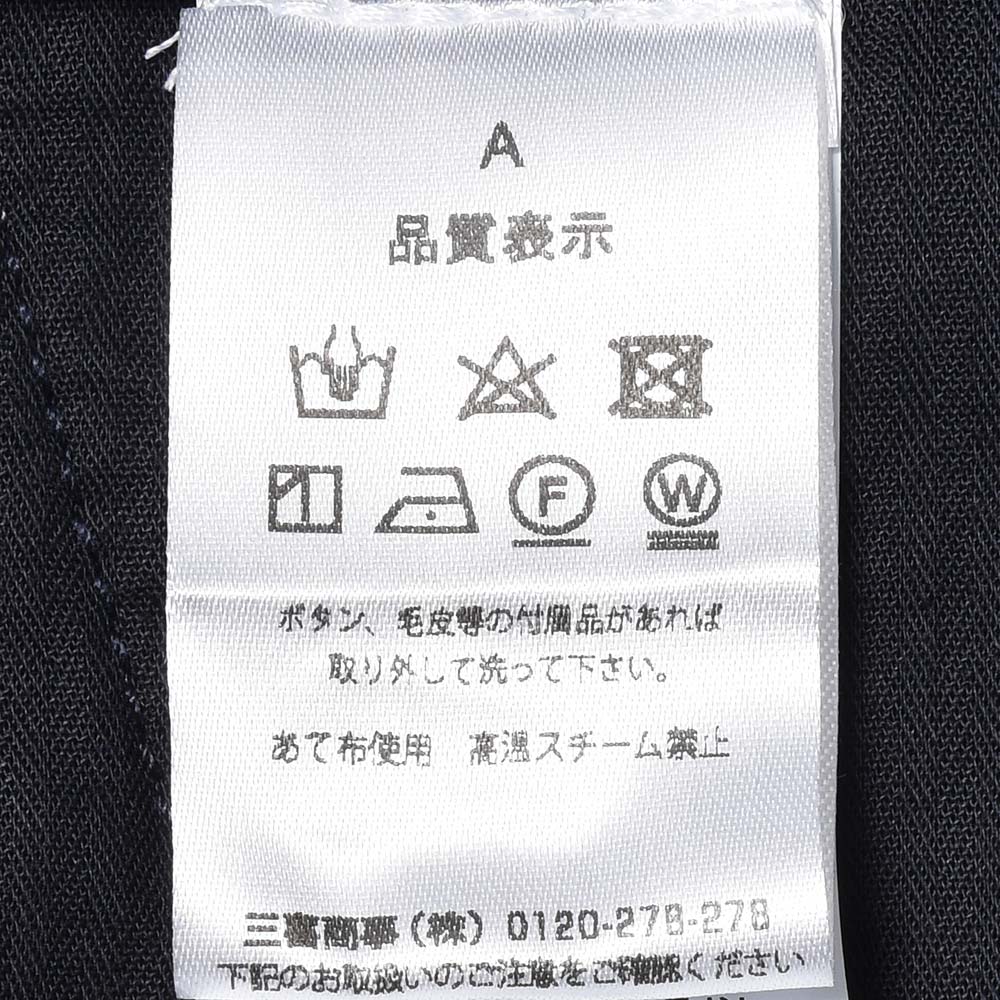 A
品質表示
F W
ボタン、毛皮等の付属品があれば
取り外して洗って下さい。
あて布使用 高温スチーム禁止
三喜商事（株）0120-278-278
下記のお取扱いのご注意をご確認ください